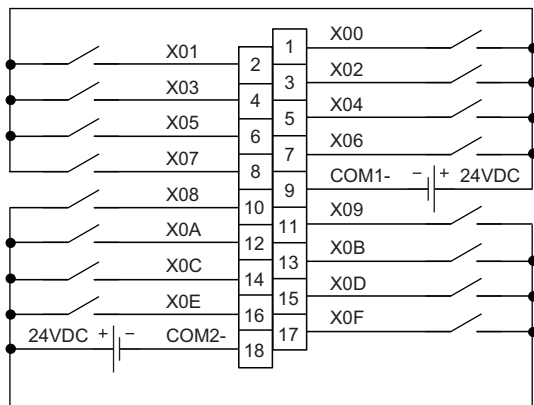 X00
1
X01
2
X02
3
X03
4
X04
5
X05
6
X06
7
X07
8
COM1- − + 24VDC
9
X08
10
X09
11
X0A
12
X0B
13
X0C
14
X0D
15
X0E
16
X0F
17
24VDC + − COM2-
18